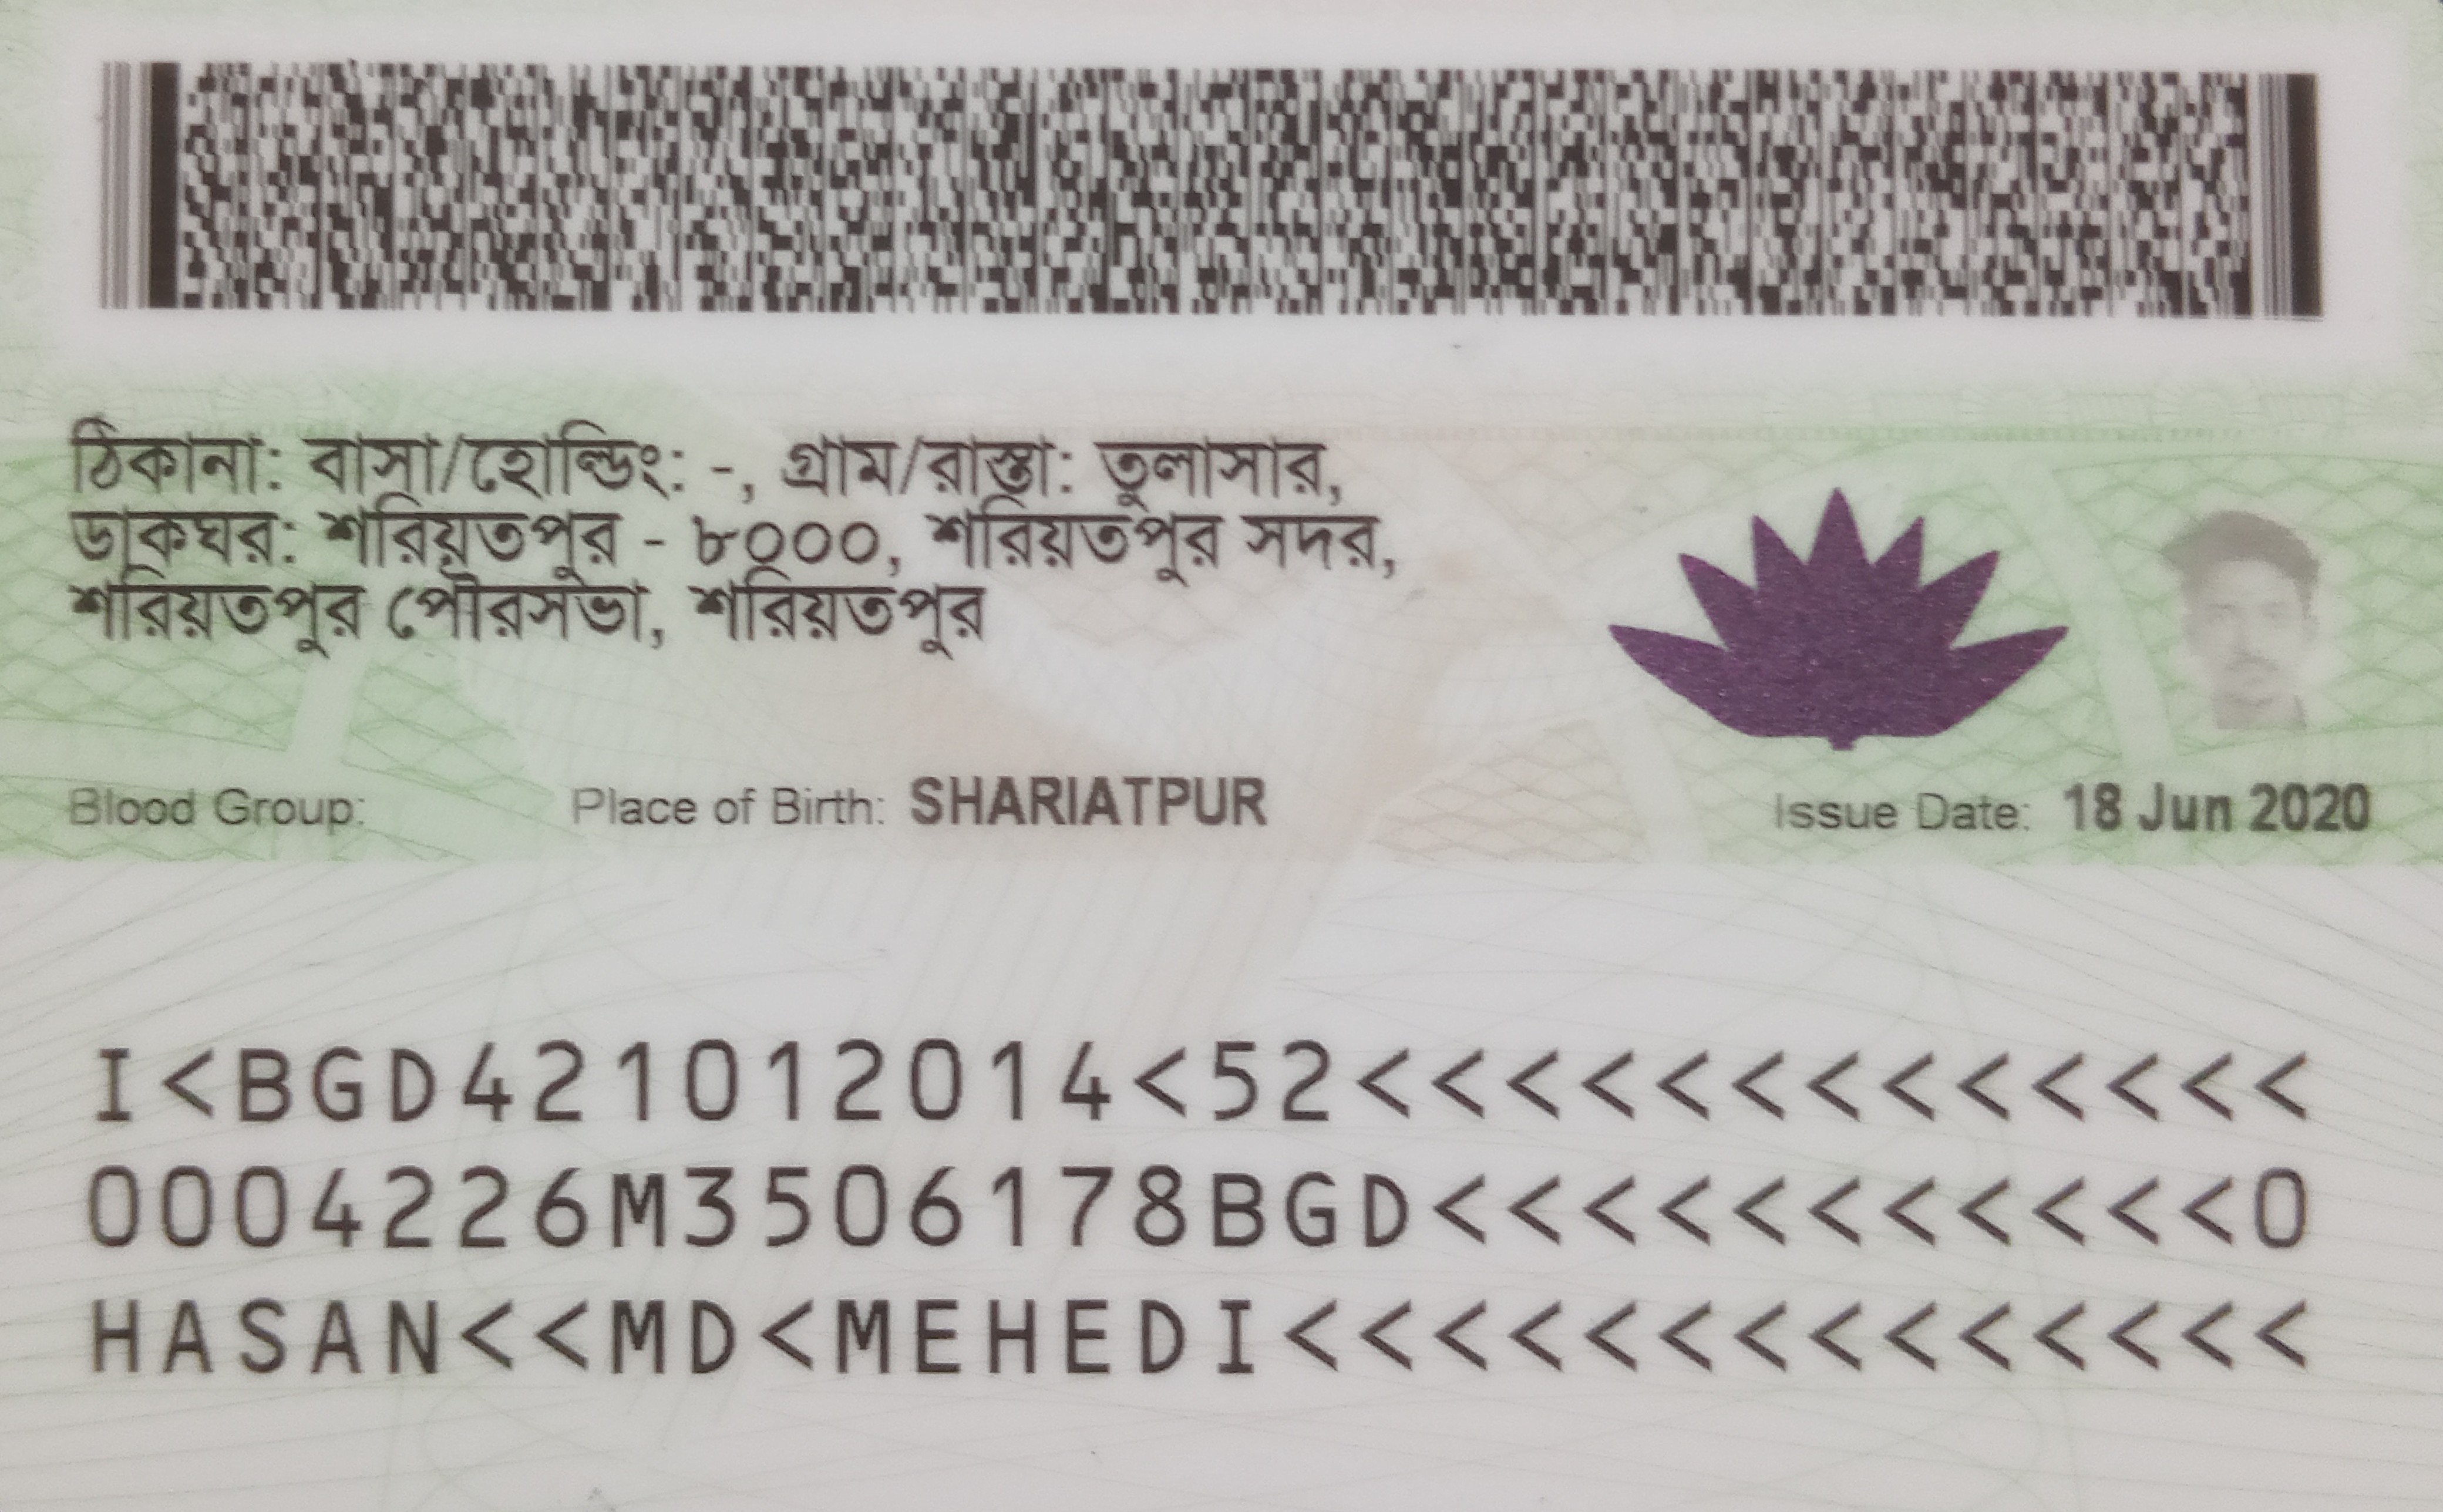 ঠিকানা: বাসা/হোল্ডিং: -, গ্রাম/রাস্তা: তুলাসার,
ডাকঘর: শরিয়তপুর - ৮০০০, শরিয়তপুর সদর,
শরিয়তপুর পৌরসভা, শরিয়তপুর
Blood Group: Place of Birth: SHARIATPUR Issue Date: 18 Jun 2020
I<BGD421012014<52<<<<<<<<<<<<<
0004226M3506178BGD<<<<<<<<<<<0
HASAN<<MD<MEHEDI<<<<<<<<<<<<<<